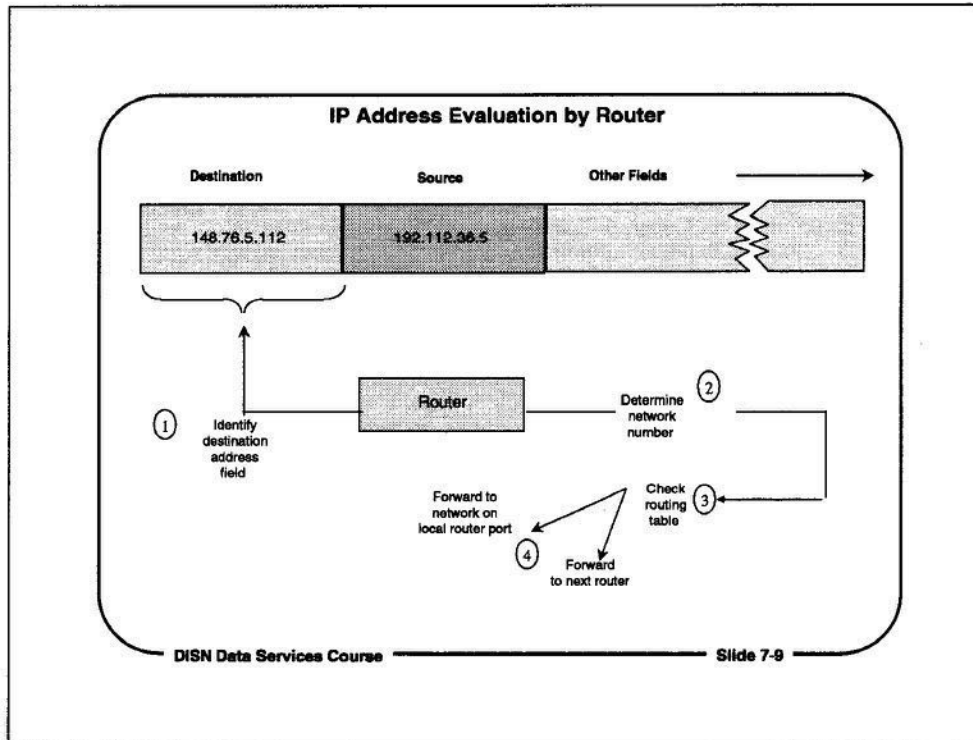 IP Address Evaluation by Router
Destination
Source
Other Fields
148.76.5.112
192.112.36.5
Router
1
Identify
destination
address
field
2
Determine
network
number
3
Check
routing
table
Forward to
network on
local router port
4
Forward
to next router
DISN Data Services Course
Slide 7-9